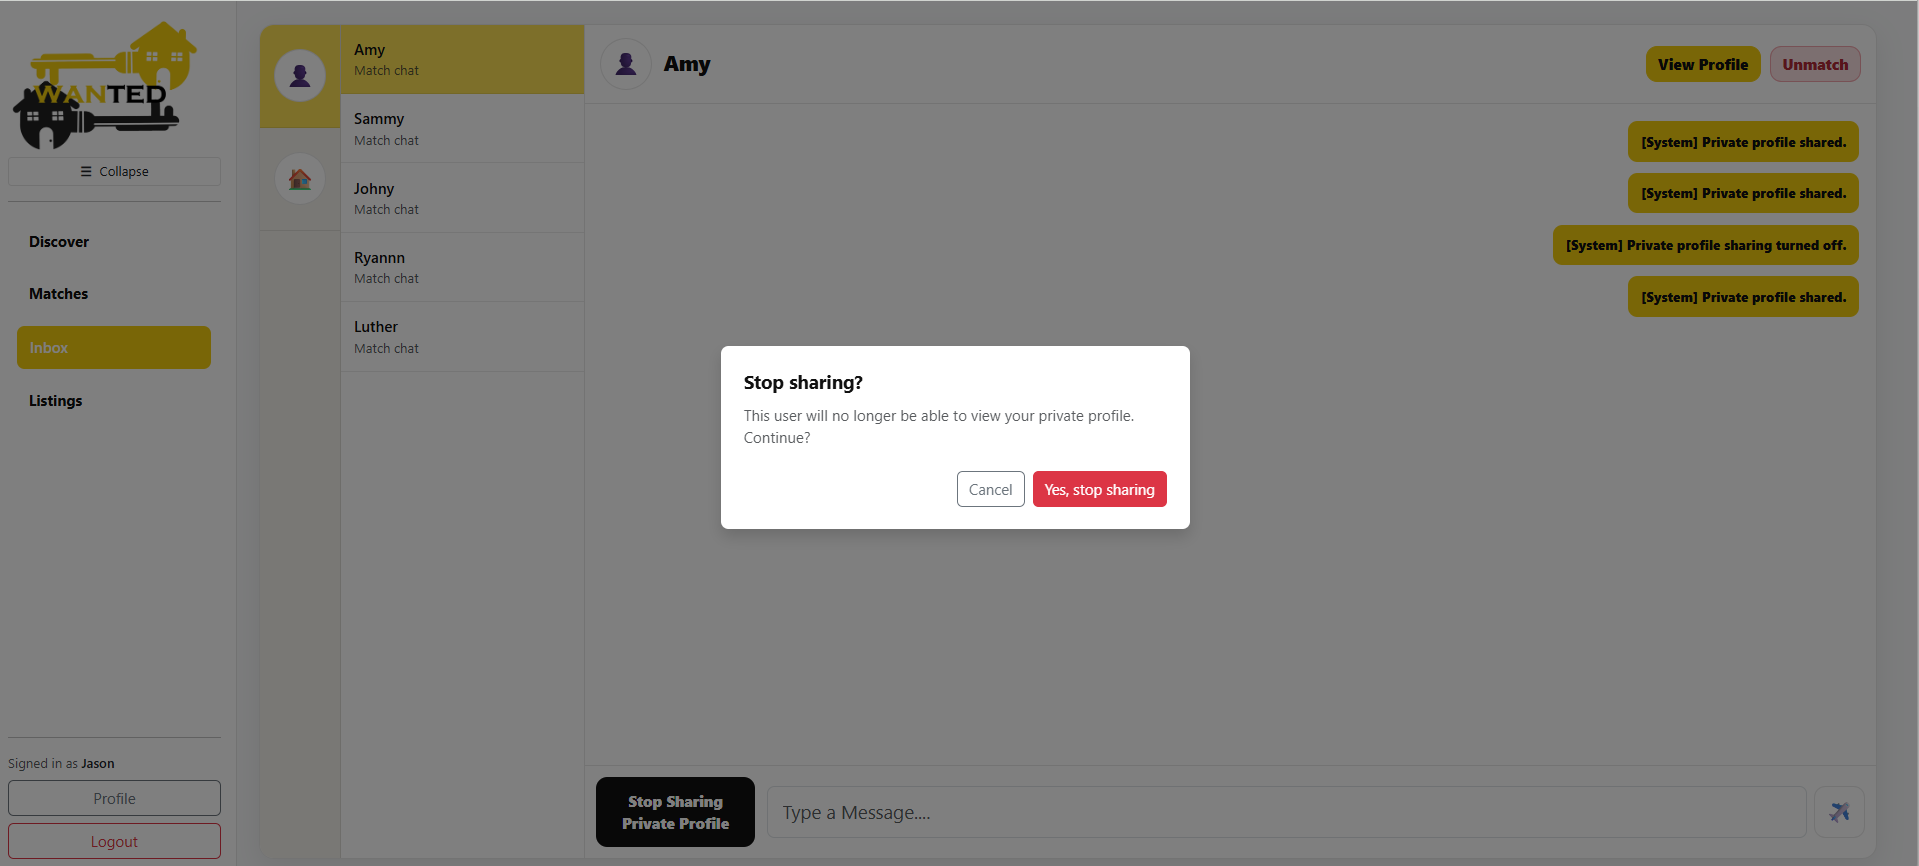 WANTED
☰ Collapse
Discover
Matches
Inbox
Listings
Signed in as Jason
Profile
Logout
Amy
Match chat
Sammy
Match chat
Johny
Match chat
Ryannn
Match chat
Luther
Match chat
Amy
View Profile
Unmatch
[System] Private profile shared.
[System] Private profile shared.
[System] Private profile sharing turned off.
[System] Private profile shared.
Stop sharing?
This user will no longer be able to view your private profile.
Continue?
Cancel
Yes, stop sharing
Stop Sharing
Private Profile
Type a Message....